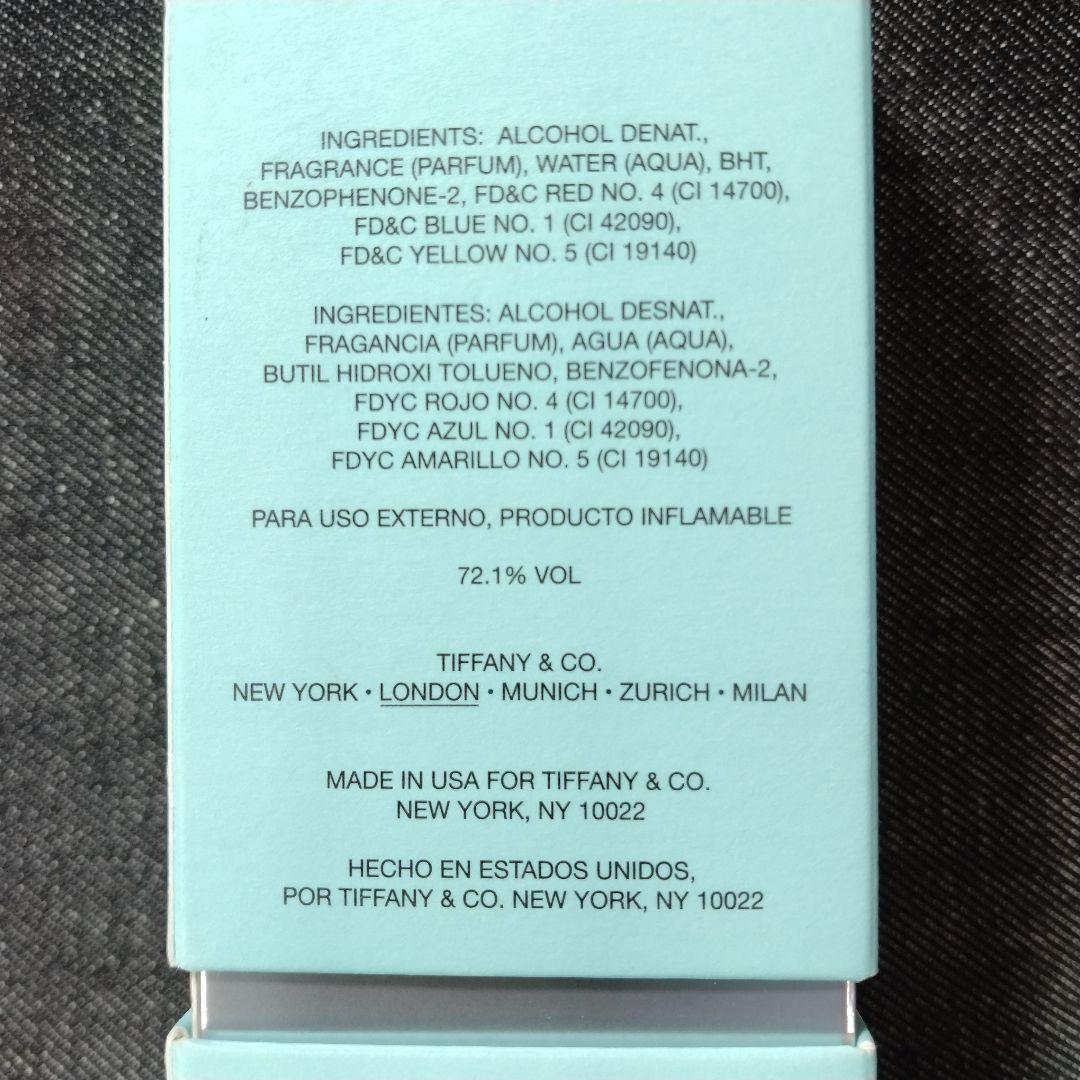 INGREDIENTS: ALCOHOL DENAT.,
FRAGRANCE (PARFUM), WATER (AQUA), BHT,
BENZOPHENONE-2, FD&C RED NO. 4 (CI 14700),
FD&C BLUE NO. 1 (CI 42090),
FD&C YELLOW NO. 5 (CI 19140)
INGREDIENTES: ALCOHOL DESNAT.,
FRAGANCIA (PARFUM), AGUA (AQUA),
BUTIL HIDROXI TOLUENO, BENZOFENONA-2,
FDYC ROJO NO. 4 (CI 14700),
FDYC AZUL NO. 1 (CI 42090),
FDYC AMARILLO NO. 5 (CI 19140)
PARA USO EXTERNO, PRODUCTO INFLAMABLE
72.1% VOL
TIFFANY & CO.
NEW YORK • LONDON • MUNICH • ZURICH • MILAN
MADE IN USA FOR TIFFANY & CO.
NEW YORK, NY 10022
HECHO EN ESTADOS UNIDOS,
POR TIFFANY & CO. NEW YORK, NY 10022